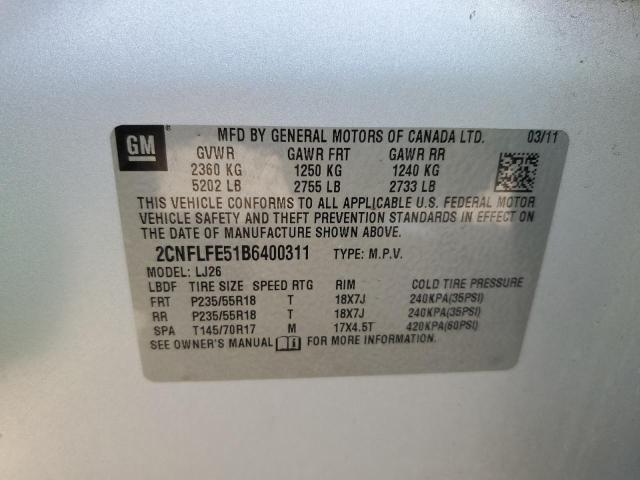 GM ® MFD BY GENERAL MOTORS OF CANADA LTD. 03/11
GVWR GAWR FRT GAWR RR
2360 KG 1250 KG 1240 KG
5202 LB 2755 LB 2733 LB
THIS VEHICLE CONFORMS TO ALL APPLICABLE U.S. FEDERAL MOTOR
VEHICLE SAFETY AND THEFT PREVENTION STANDARDS IN EFFECT ON
THE DATE OF MANUFACTURE SHOWN ABOVE.
2CNFLFE51B6400311 TYPE: M.P.V.
MODEL: LJ26
LBDF TIRE SIZE SPEED RTG RIM COLD TIRE PRESSURE
FRT P235/55R18 T 18X7J 240KPA(35PSI)
RR P235/55R18 T 18X7J 240KPA(35PSI)
SPA T145/70R17 M 17X4.5T 420KPA(60PSI)
SEE OWNER'S MANUAL FOR MORE INFORMATION.